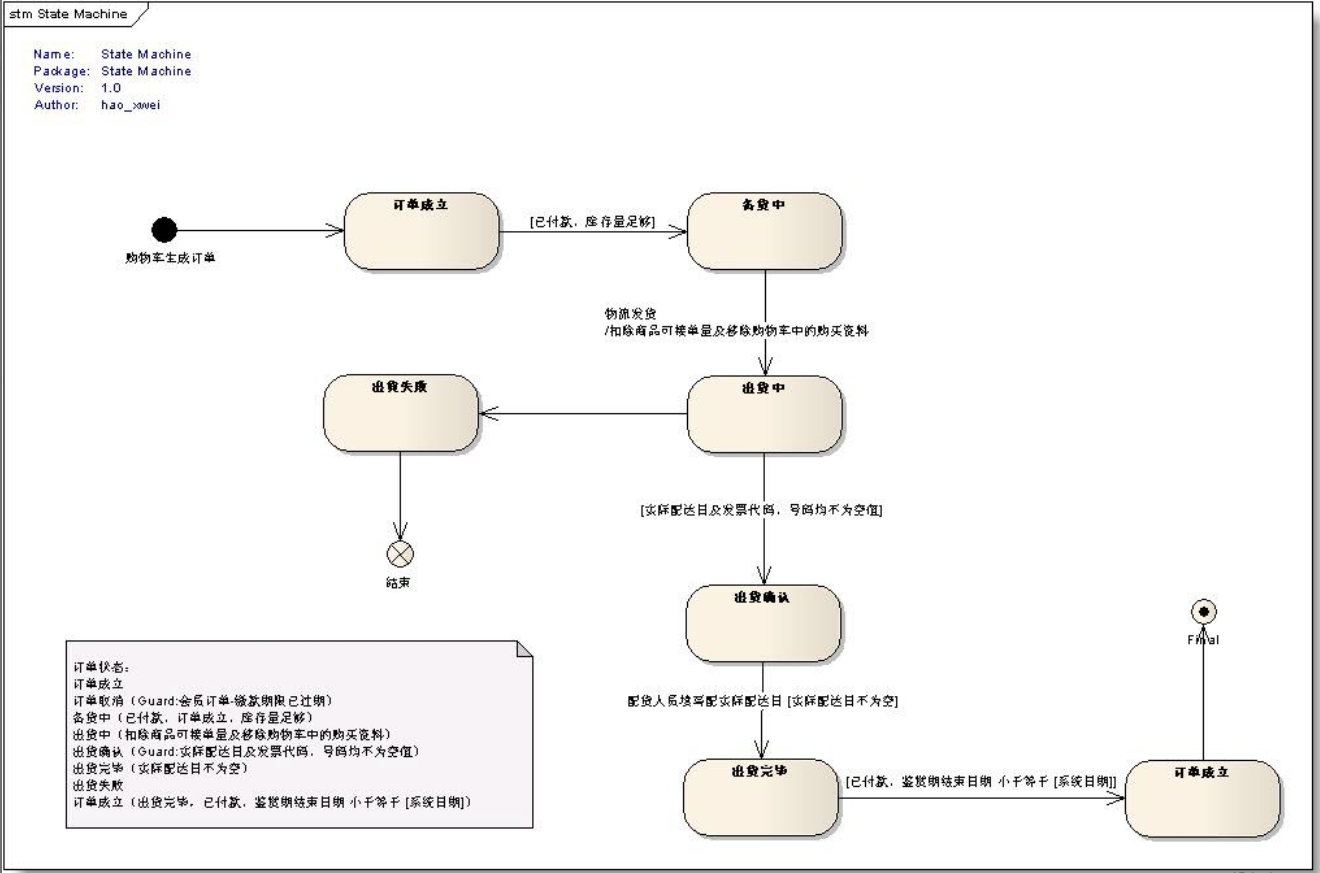 stm State Machine
Name: State Machine
Package: State Machine
Version: 1.0
Author: hao_xwei
订单成立
[已付款，库存量足够]
备货中
购物车生成订单
物流发货
/扣除商品可接单量及移除购物车中的购买资料
出货失败
出货中
[实际配达日及发票代码，号码均不为空值]
结束
出货确认
Final
配货人员填写配实际配达日 [实际配达日不为空]
出货完毕
[已付款，鉴赏期结束日期 小于等于 [系统日期]]
订单成立
订单状态：
订单成立
订单取消（Guard:会员订单-缴款期限已过期）
备货中（已付款，订单成立，库存量足够）
出货中（扣除商品可接单量及移除购物车中的购买资料）
出货确认（Guard:实际配达日及发票代码，号码均不为空值）
出货完毕（实际配达日不为空）
出货失败
订单成立（出货完毕，已付款，鉴赏期结束日期 小于等于 [系统日期]）